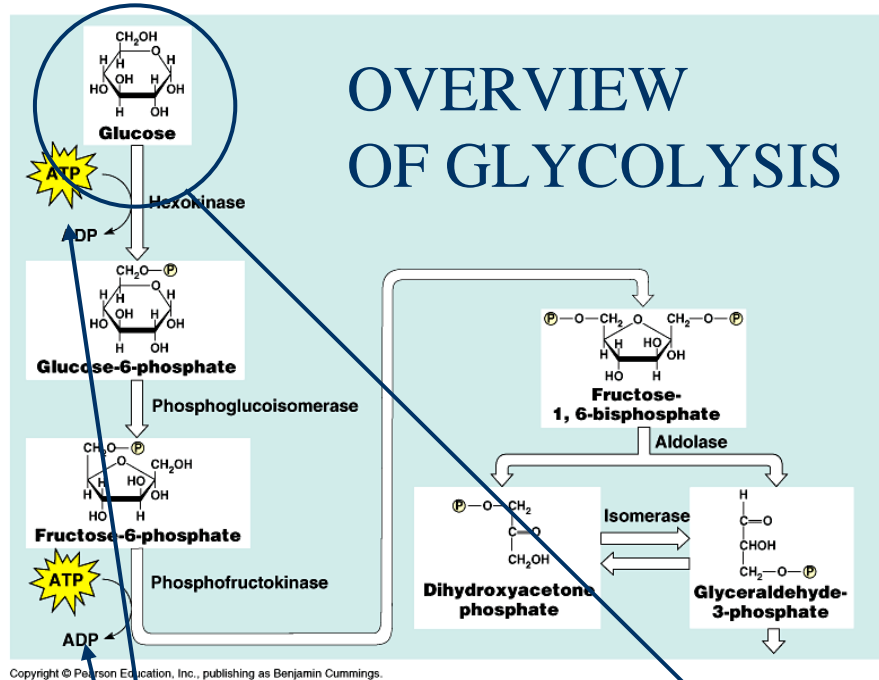 OVERVIEW
OF GLYCOLYSIS
CH2OH
H
O
H
H
HO
OH
H
OH
H
OH
Glucose
ATP
Hexokinase
ADP
CH2O—P
H
O
H
H
HO
OH
H
OH
H
OH
Glucose-6-phosphate
Phosphoglucoisomerase
CH2O—P
O
CH2OH
H
H
HO
OH
HO
H
Fructose-6-phosphate
ATP
Phosphofructokinase
ADP
P—O—CH2
O
CH2—O—P
H
HO
OH
HO
H
Fructose-
1, 6-bisphosphate
Aldolase
P—O—CH2
C=O
CH2OH
Dihydroxyacetone
phosphate
Isomerase
H
C=O
CHOH
CH2—O—P
Glyceraldehyde-
3-phosphate
Copyright © Pearson Education, Inc., publishing as Benjamin Cummings.